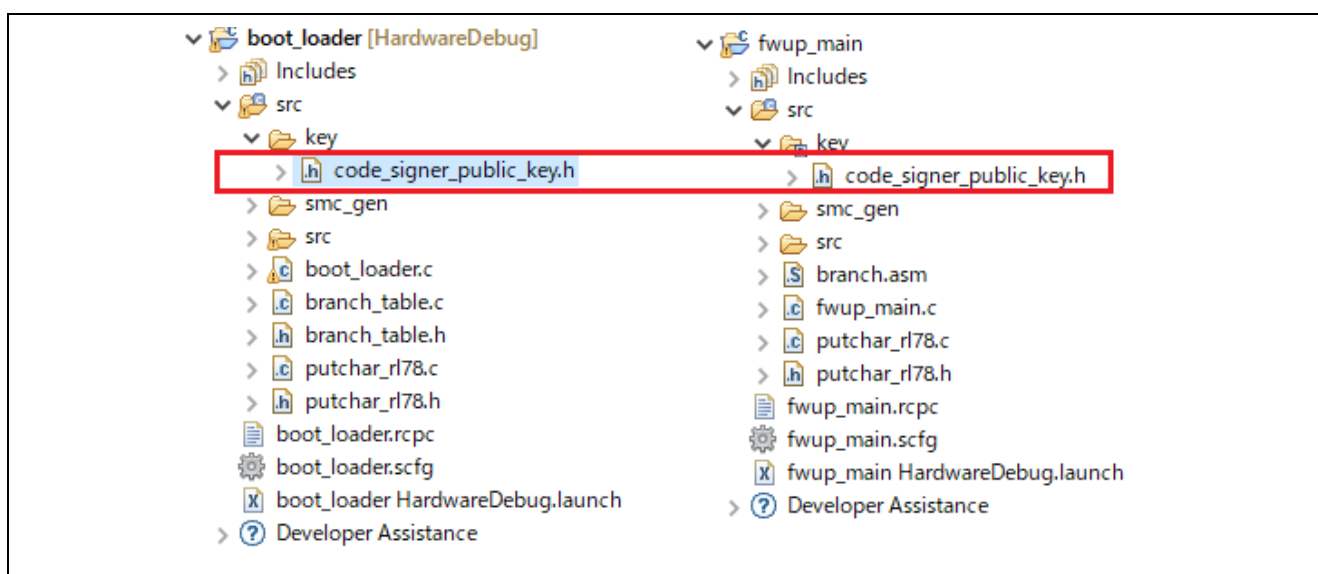 boot_loader [HardwareDebug]
Includes
src
key
code_signer_public_key.h
smc_gen
src
boot_loader.c
branch_table.c
branch_table.h
putchar_rl78.c
putchar_rl78.h
boot_loader.rcpc
boot_loader.scfg
boot_loader HardwareDebug.launch
Developer Assistance
fwup_main
Includes
src
key
code_signer_public_key.h
smc_gen
src
branch.asm
fwup_main.c
putchar_rl78.c
putchar_rl78.h
fwup_main.rcpc
fwup_main.scfg
fwup_main HardwareDebug.launch
Developer Assistance